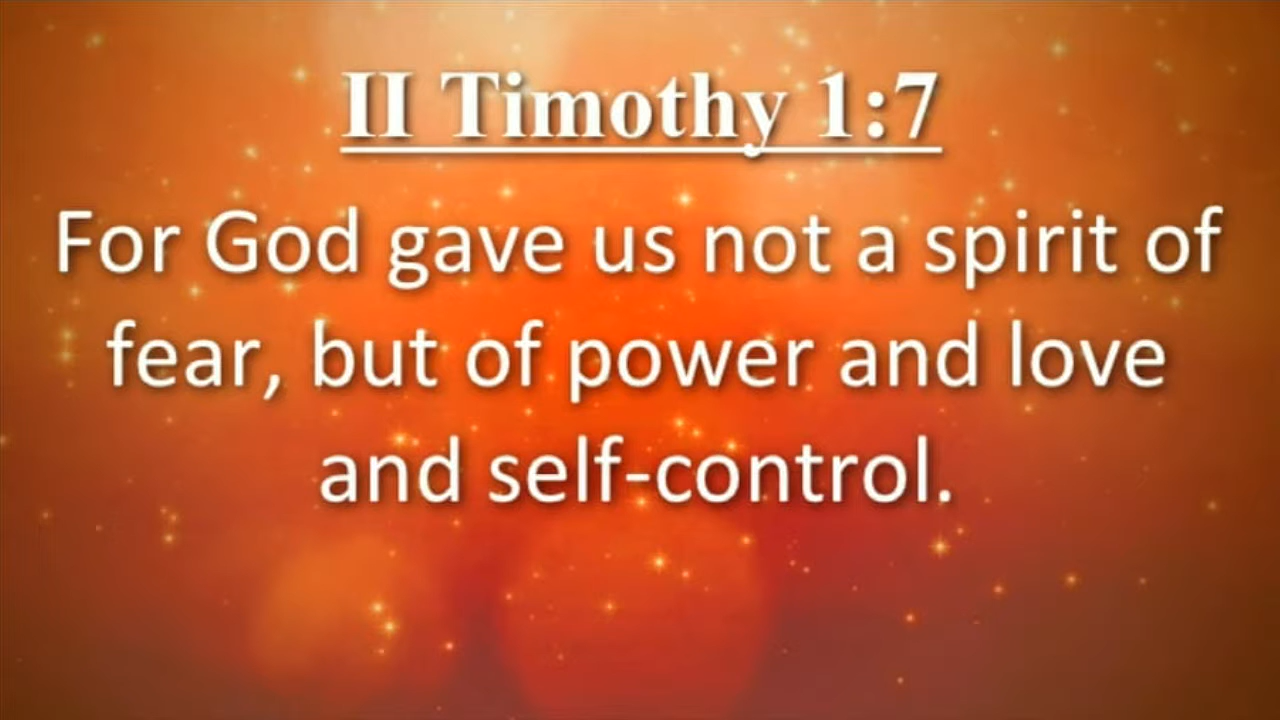 II Timothy 1:7
For God gave us not a spirit of
fear, but of power and love
and self-control.